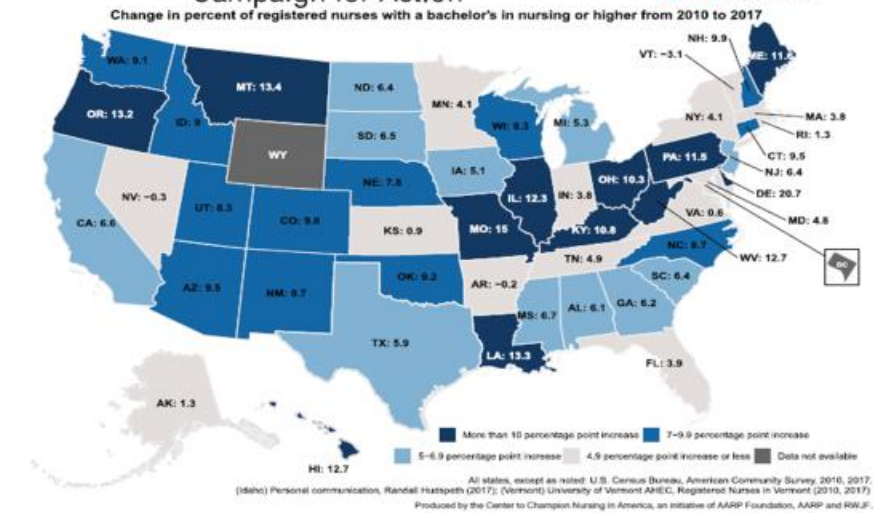 Campaign for Action
Change in percent of registered nurses with a bachelor's in nursing or higher from 2010 to 2017
NH: 9.9
VT: −3.1
WA: 9.1
MT: 13.4
ND: 6.4
MN: 4.1
OR: 13.2
ID: 9
WI: 8.3
MI: 5.3
NY: 4.1
MA: 3.8
RI: 1.3
SD: 6.5
WY
PA: 11.5
CT: 9.5
NJ: 6.4
IA: 5.1
OH: 10.3
NE: 7.8
NV: −0.3
IL: 12.3
IN: 3.8
DE: 20.7
UT: 8.3
CO: 9.8
VA: 0.6
MD: 4.8
CA: 6.6
KS: 0.9
MO: 15
KY: 10.8
NC: 8.7
WV: 12.7
TN: 4.9
DC
OK: 9.2
SC: 6.4
AZ: 9.5
NM: 9.7
AR: −0.2
MS: 6.7
AL: 6.1
GA: 6.2
TX: 5.9
LA: 13.3
FL: 3.9
AK: 1.3
HI: 12.7
More than 10 percentage point increase
7−9.9 percentage point increase
5−6.9 percentage point increase
4.9 percentage point increase or less
Data not available
All states, except as noted: U.S. Census Bureau, American Community Survey, 2010, 2017;
(Idaho) Personal communication, Randall Hudspeth (2017); (Vermont) University of Vermont AHEC, Registered Nurses in Vermont (2010, 2017)
Produced by the Center to Champion Nursing in America, an initiative of AARP Foundation, AARP and RWJF.